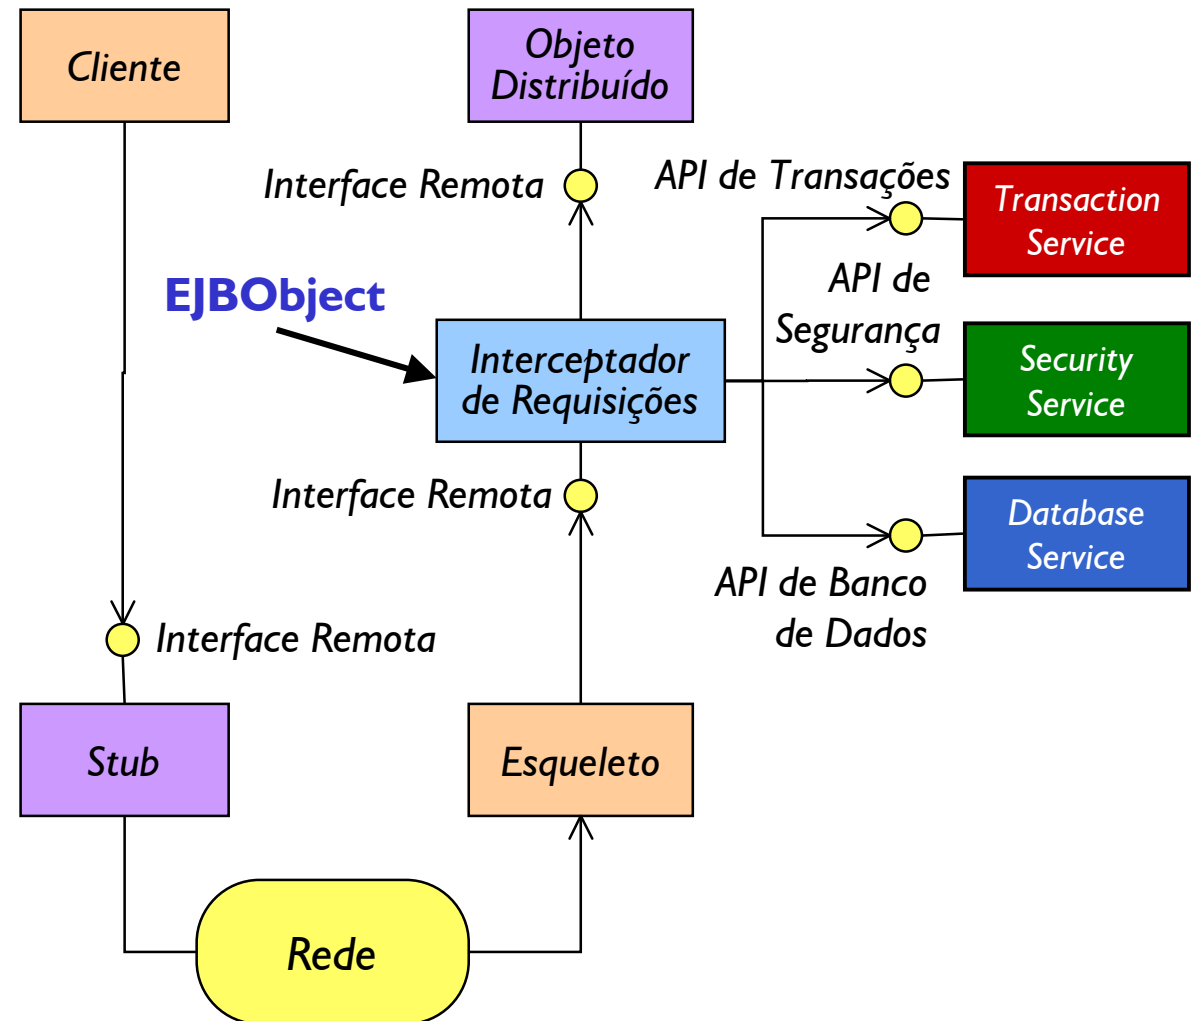 Cliente
Objeto
Distribuído
Interface Remota
API de Transações
Transaction
Service
EJBObject
API de
Segurança
Interceptador
de Requisições
Security
Service
Interface Remota
Database
Service
API de Banco
de Dados
Interface Remota
Stub
Esqueleto
Rede